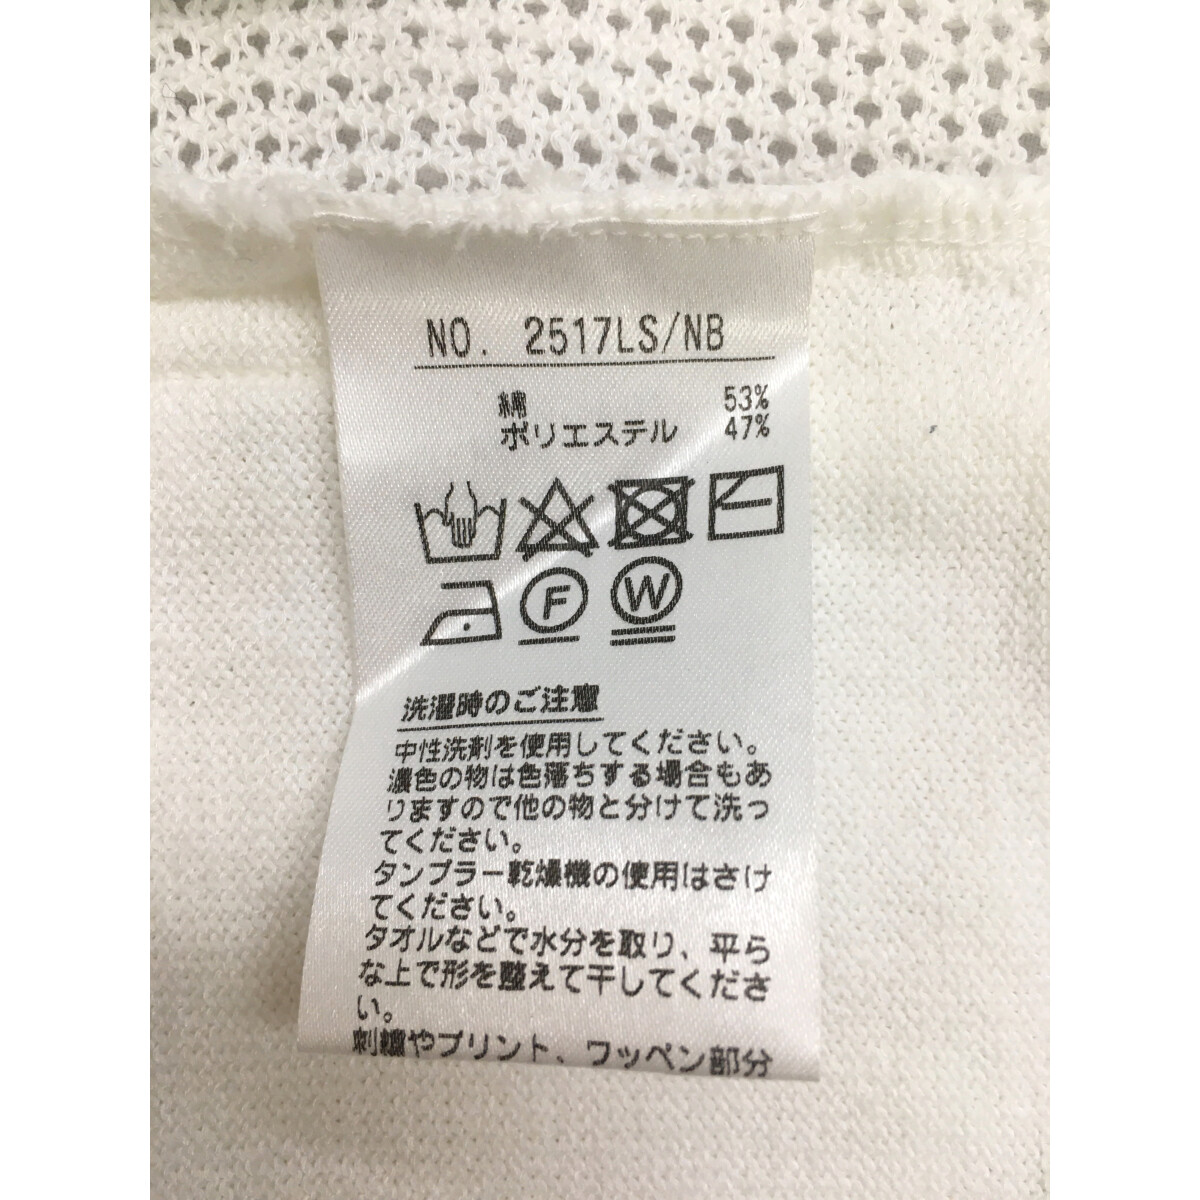 NO. 2517LS/NB
綿 53%
ポリエステル 47%
F W
洗濯時のご注意
中性洗剤を使用してください。
濃色の物は色落ちする場合もあ
りますので他の物と分けて洗っ
てください。
タンブラー乾燥機の使用はさけ
てください。
タオルなどで水分を取り、平ら
な上で形を整えて干してくださ
い。
刺繍やプリント、ワッペン部分